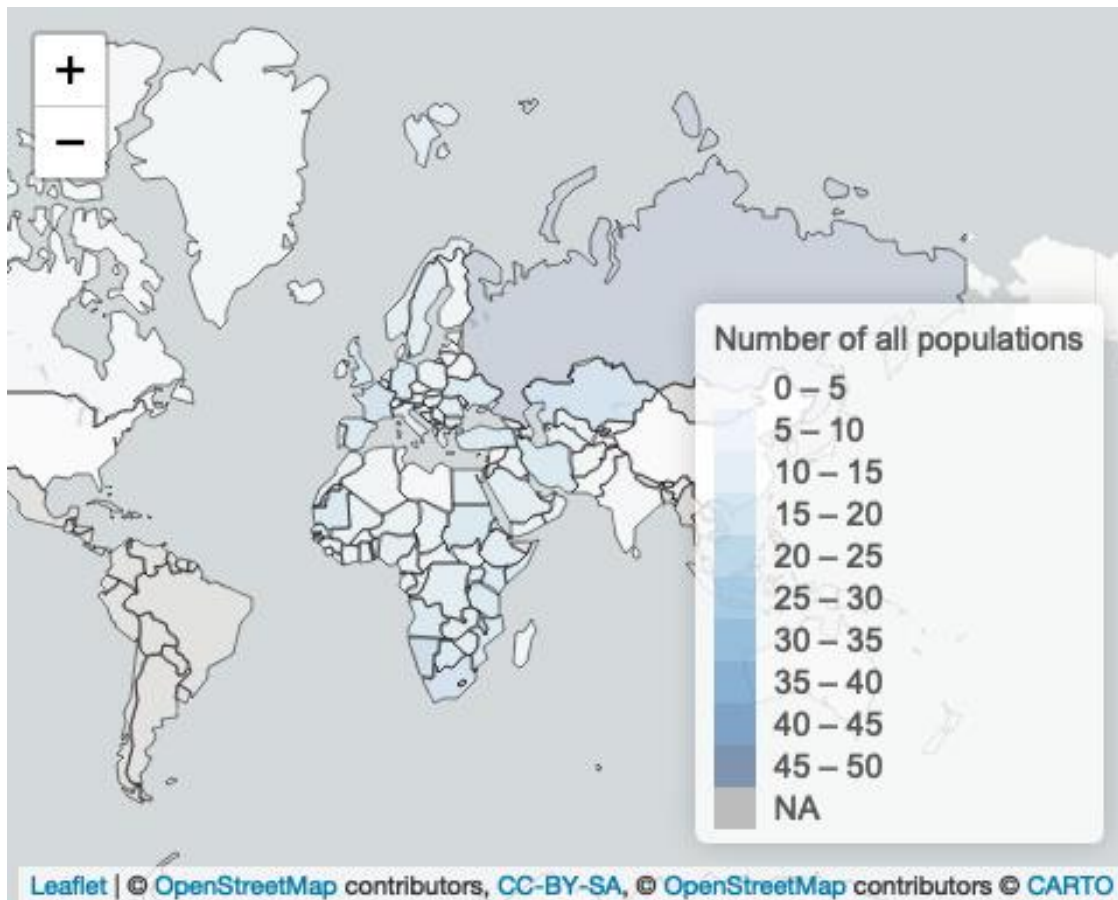 +
−
Number of all populations
0 – 5
5 – 10
10 – 15
15 – 20
20 – 25
25 – 30
30 – 35
35 – 40
40 – 45
45 – 50
NA
Leaflet | © OpenStreetMap contributors, CC-BY-SA, © OpenStreetMap contributors © CARTO